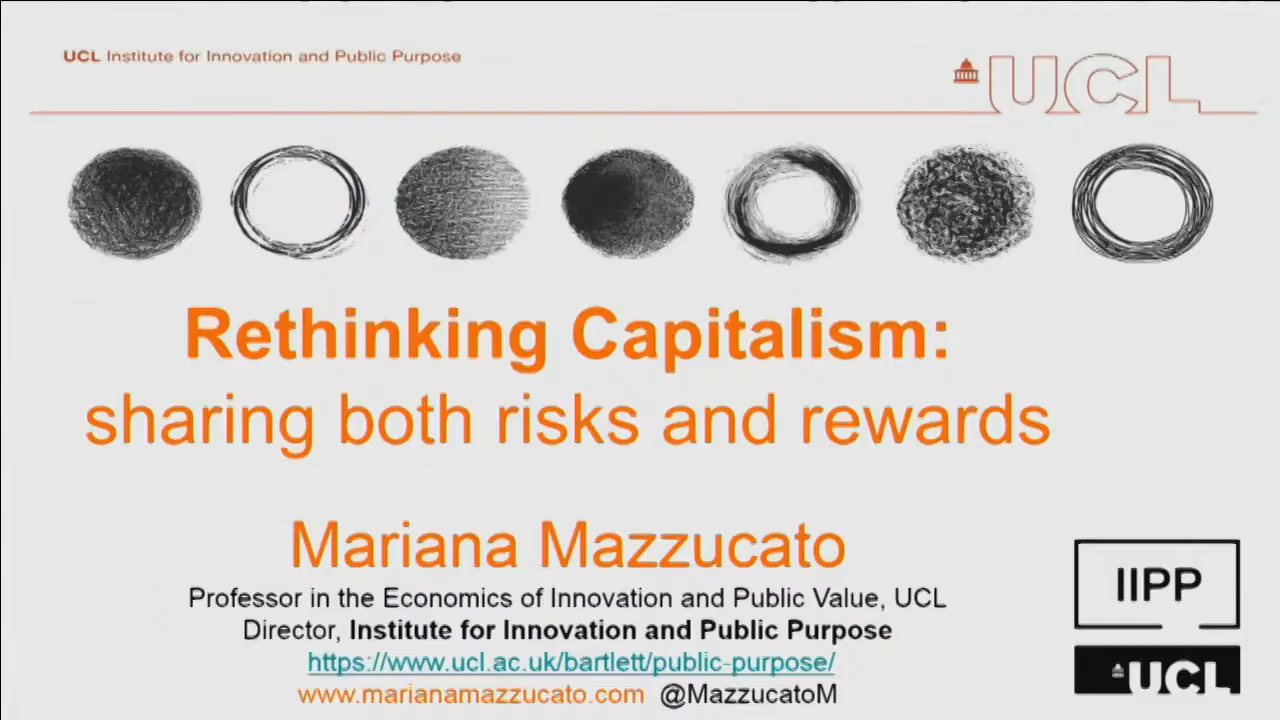 UCL Institute for Innovation and Public Purpose
UCL
Rethinking Capitalism:
sharing both risks and rewards
Mariana Mazzucato
Professor in the Economics of Innovation and Public Value, UCL
Director, Institute for Innovation and Public Purpose
https://www.ucl.ac.uk/bartlett/public-purpose/
www.marianamazzucato.com @MazzucatoM
IIPP
UCL